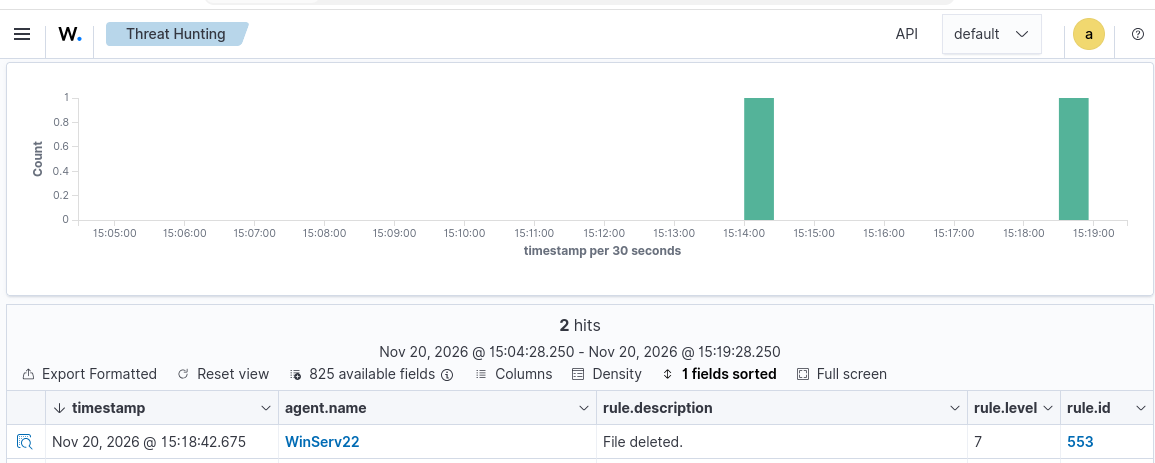 W. Threat Hunting API default a
1
0.8
0.6
0.4
0.2
0
Count
15:05:00 15:06:00 15:07:00 15:08:00 15:09:00 15:10:00 15:11:00 15:12:00 15:13:00 15:14:00 15:15:00 15:16:00 15:17:00 15:18:00 15:19:00
timestamp per 30 seconds
2 hits
Nov 20, 2026 @ 15:04:28.250 - Nov 20, 2026 @ 15:19:28.250
Export Formatted Reset view 825 available fields Columns Density 1 fields sorted Full screen
timestamp agent.name rule.description rule.level rule.id
Nov 20, 2026 @ 15:18:42.675 WinServ22 File deleted. 7 553